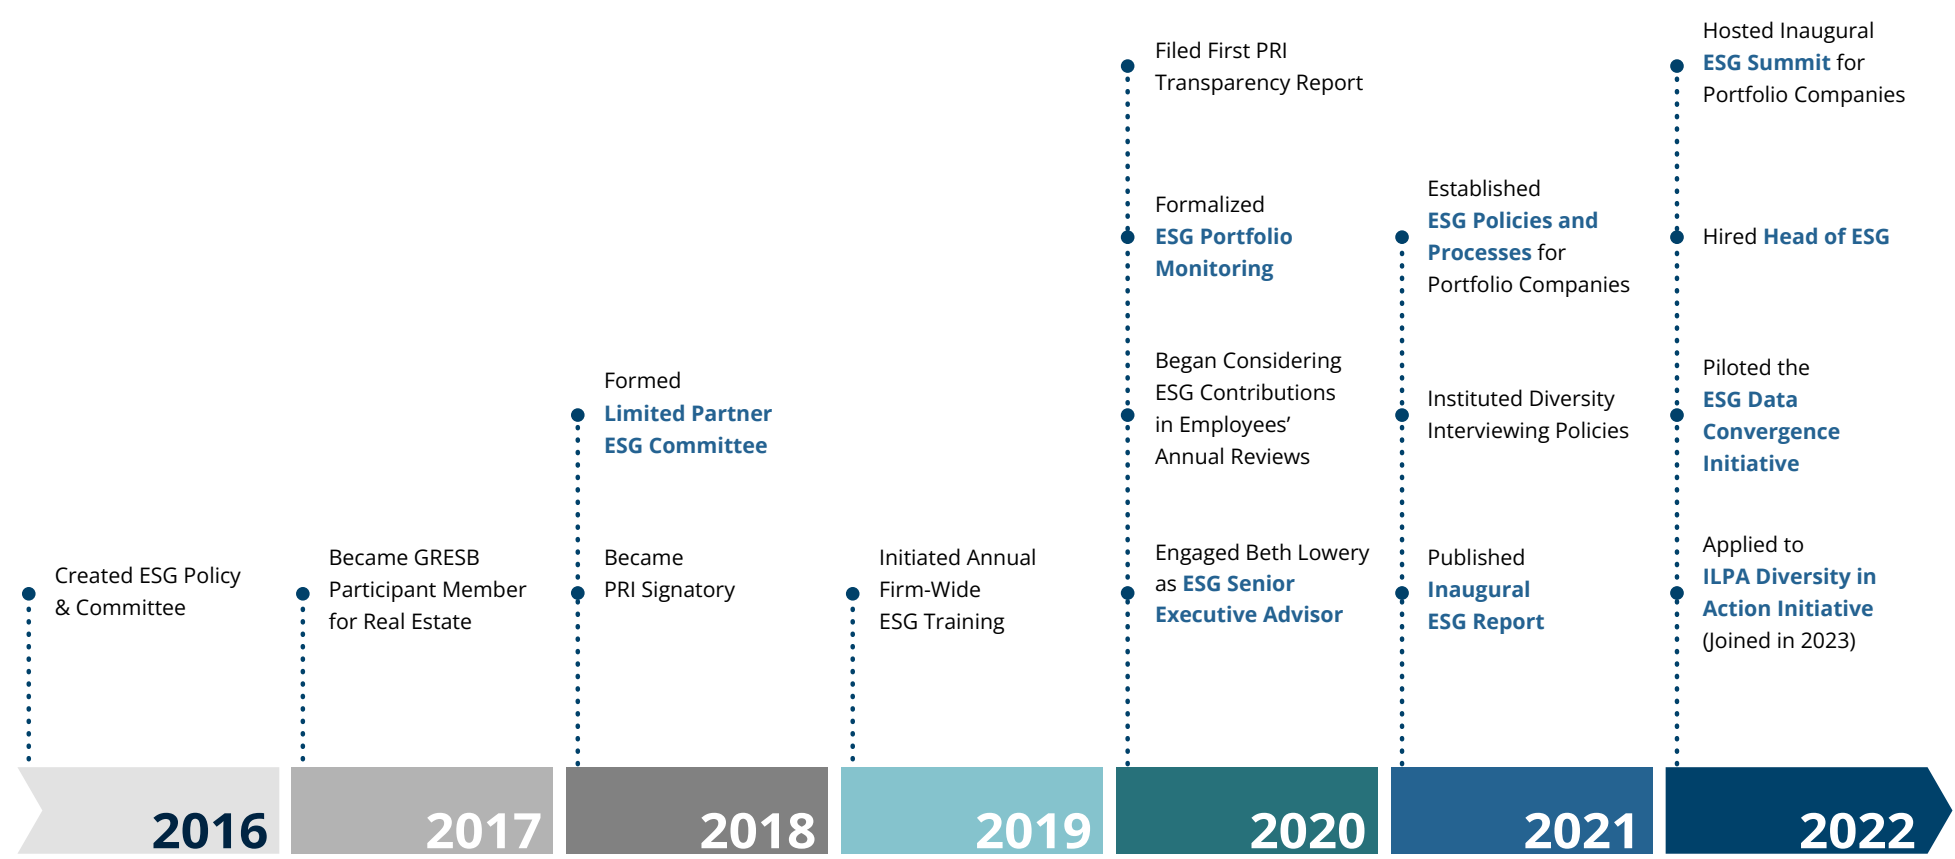 Created ESG Policy
& Committee
2016
Became GRESB
Participant Member
for Real Estate
2017
Formed
Limited Partner
ESG Committee
Became
PRI Signatory
2018
Initiated Annual
Firm-Wide
ESG Training
2019
Filed First PRI
Transparency Report
Formalized
ESG Portfolio
Monitoring
Began Considering
ESG Contributions
in Employees’
Annual Reviews
Engaged Beth Lowery
as ESG Senior
Executive Advisor
2020
Established
ESG Policies and
Processes for
Portfolio Companies
Instituted Diversity
Interviewing Policies
Published
Inaugural
ESG Report
2021
Hosted Inaugural
ESG Summit for
Portfolio Companies
Hired Head of ESG
Piloted the
ESG Data
Convergence
Initiative
Applied to
ILPA Diversity in
Action Initiative
(Joined in 2023)
2022